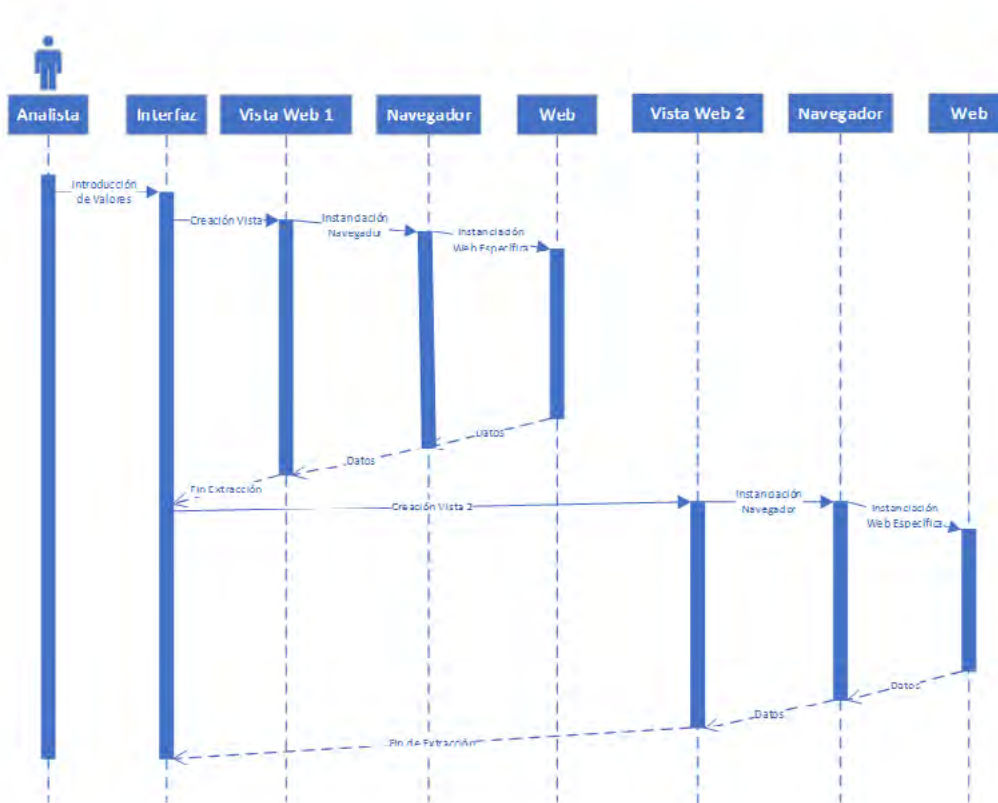 Analista
Interfaz
Vista Web 1
Navegador
Web
Vista Web 2
Navegador
Web
Introducción
de Valores
Creación Vista
Instanciación
Navegador
Instanciación
Web Específica
Datos
Datos
Fin Extracción
Creación Vista 2
Instanciación
Navegador
Instanciación
Web Específica
Datos
Datos
Fin de Extracción